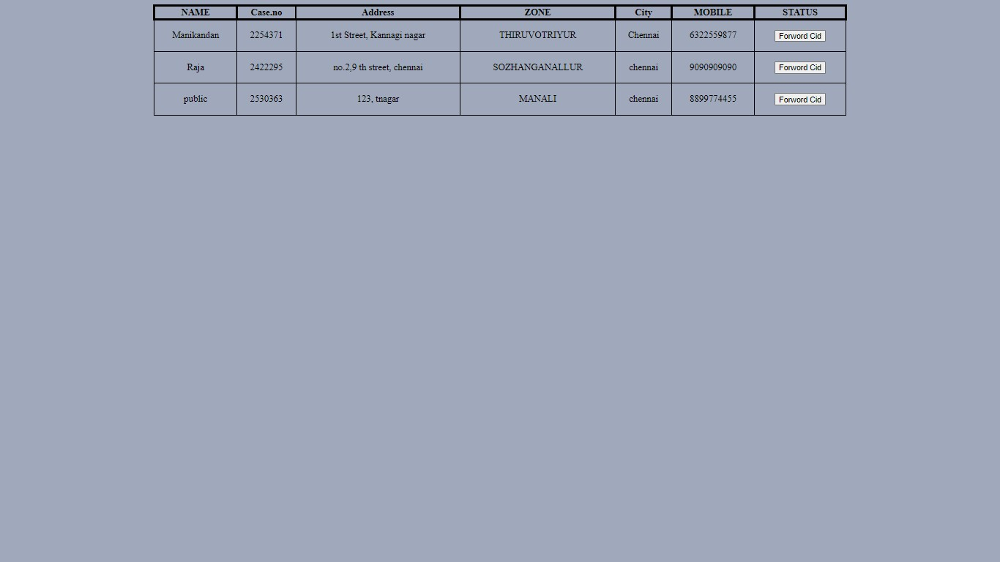 NAME Case.no Address ZONE City MOBILE STATUS
Manikandan 2254371 1st Street, Kannagi nagar THIRUVOTRIYUR Chennai 6322559877 Forword Cid
Raja 2422295 no.2,9 th street, chennai SOZHANGANALLUR chennai 9090909090 Forword Cid
public 2530363 123, tnagar MANALI chennai 8899774455 Forword Cid